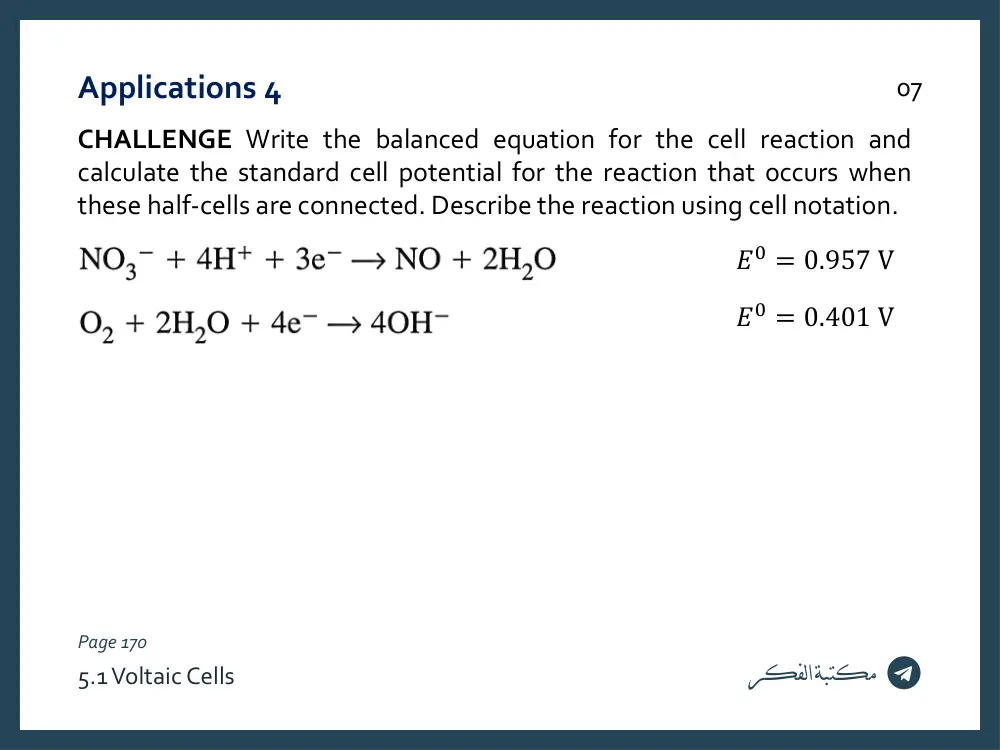 Applications 4
07
CHALLENGE Write the balanced equation for the cell reaction and
calculate the standard cell potential for the reaction that occurs when
these half-cells are connected. Describe the reaction using cell notation.
NO₃⁻ + 4H⁺ + 3e⁻ ⟶ NO + 2H₂O E⁰ = 0.957 V
O₂ + 2H₂O + 4e⁻ ⟶ 4OH⁻ E⁰ = 0.401 V
Page 170
5.1 Voltaic Cells
مكتبة الفكر